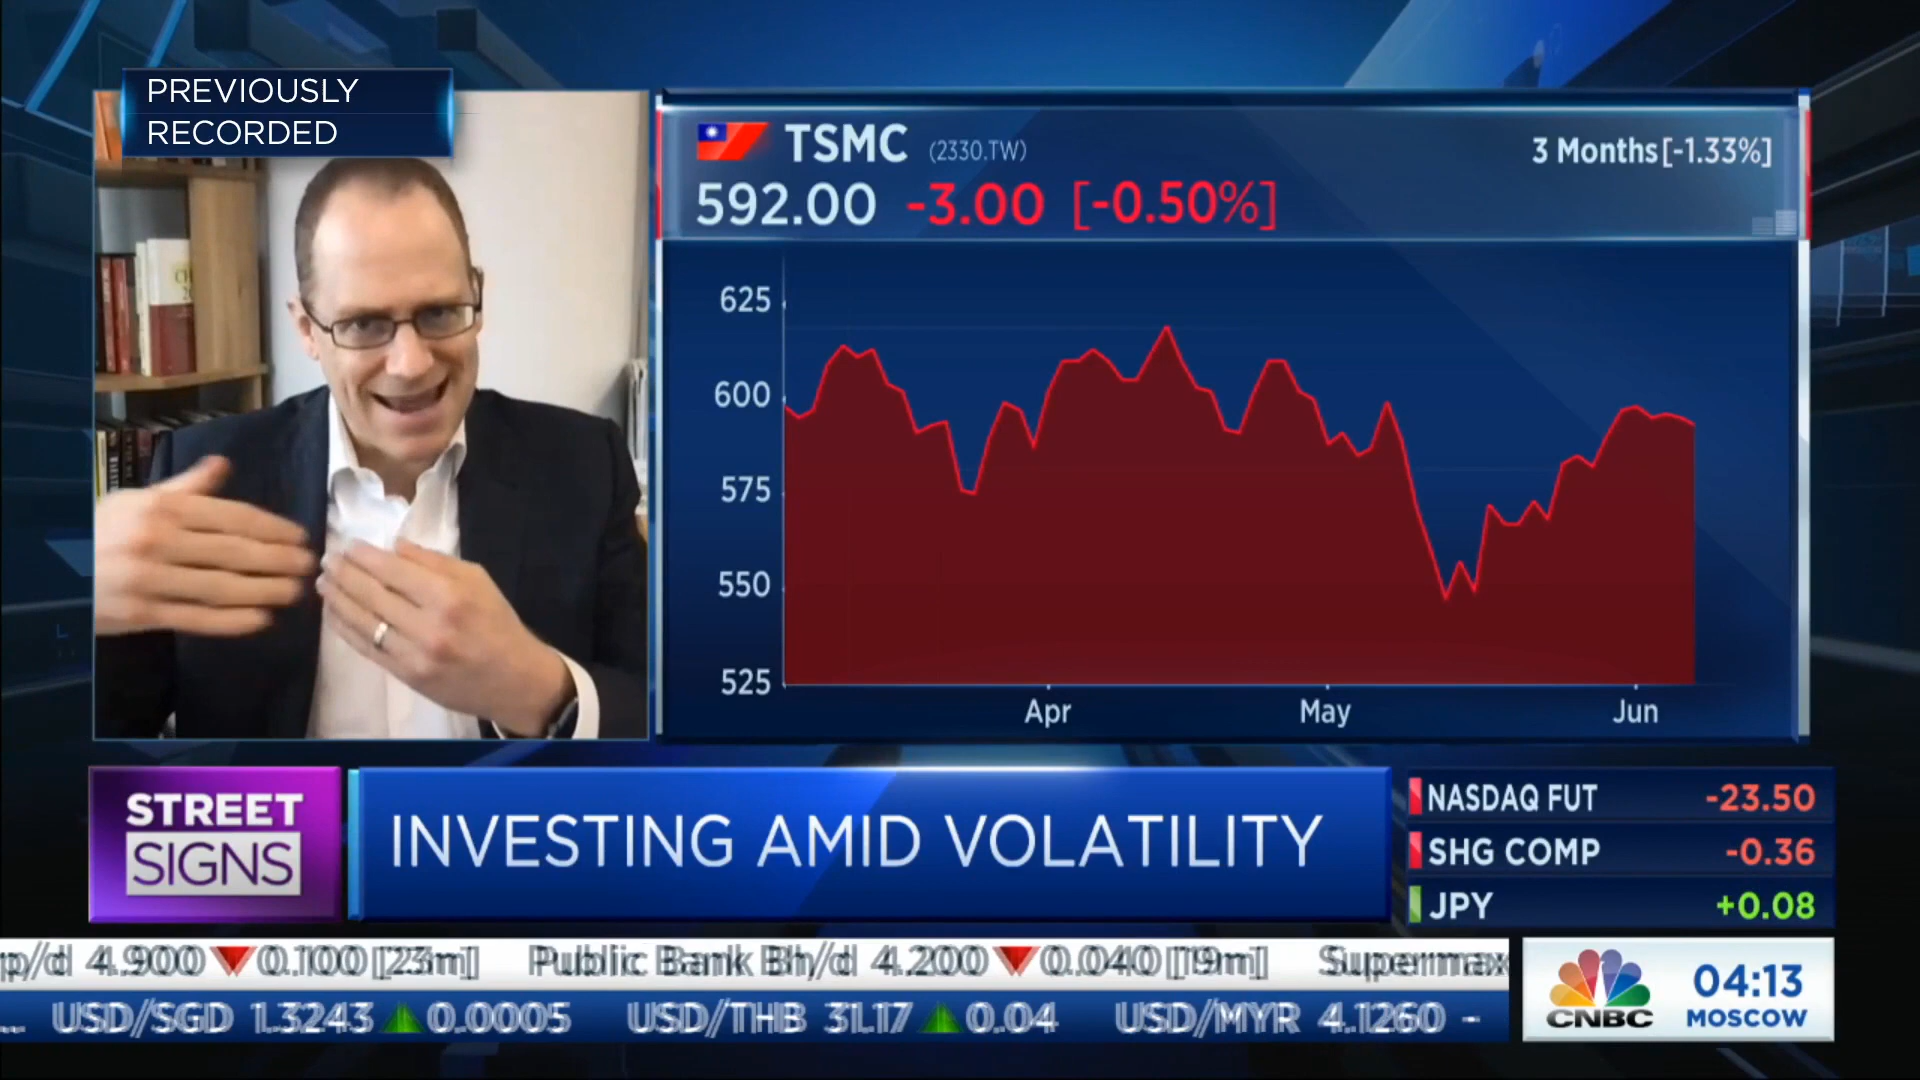 PREVIOUSLY
RECORDED
TSMC (2330.TW)
3 Months [-1.33%]
592.00 -3.00 [-0.50%]
625
600
575
550
525
Apr May Jun
STREET
SIGNS
INVESTING AMID VOLATILITY
NASDAQ FUT -23.50
SHG COMP -0.36
JPY +0.08
p/d 4.900 ▼ 0.100 [23m] Public Bank Bh/d 4.200 ▼ 0.040 [19m] Supermax
... USD/SGD 1.3243 ▲ 0.0005 USD/THB 31.17 ▲ 0.04 USD/MYR 4.1260 -
CNBC
04:13
MOSCOW